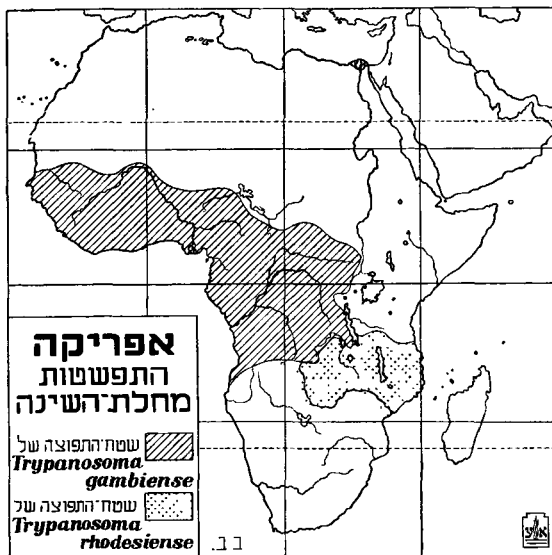 אפריקה
התפשטות
מחלת־השינה
שטח־התפוצה של
Trypanosoma
gambiense
שטח־התפוצה של
Trypanosoma
rhodesiense
ב ב.